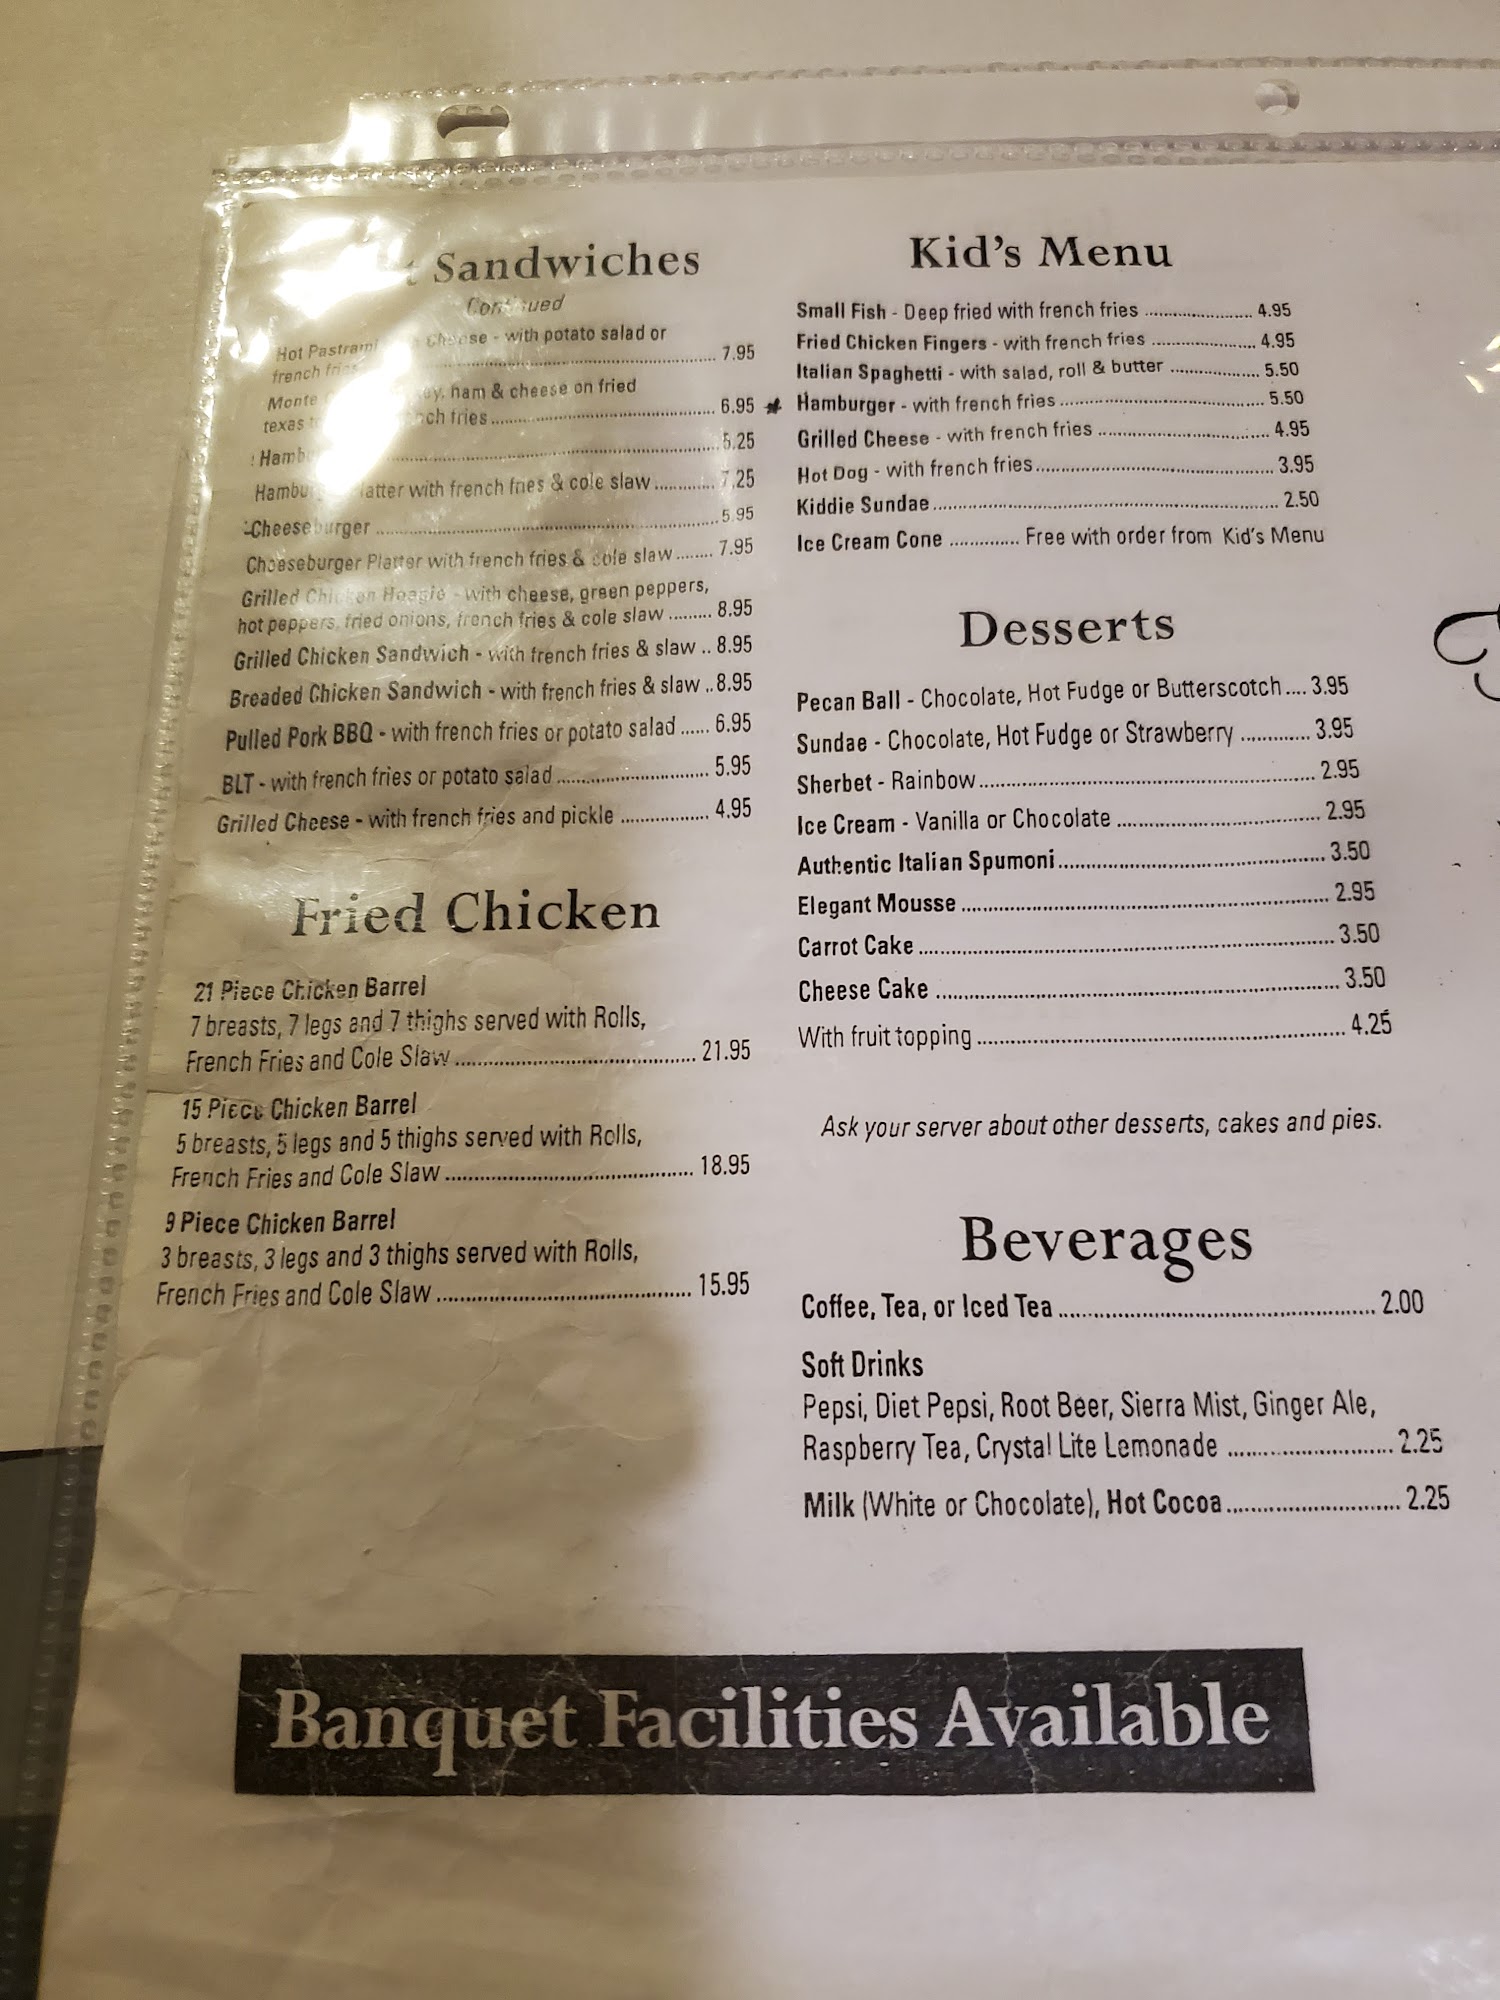 Sandwiches
Continued
Hot Pastrami Cheese - with potato salad or
french fries ........ 7.95
Monte ham & cheese on fried
texas fries ........ 6.95
........ 5.25
Hamburger Platter with french fries & cole slaw ........ 7.25
Cheeseburger ........ 5.95
Cheeseburger Platter with french fries & cole slaw ........ 7.95
Grilled Chicken Hoagie - with cheese, green peppers,
hot peppers, fried onions, french fries & cole slaw ........ 8.95
Grilled Chicken Sandwich - with french fries & slaw .. 8.95
Breaded Chicken Sandwich - with french fries & slaw .. 8.95
Pulled Pork BBQ - with french fries or potato salad ...... 6.95
BLT - with french fries or potato salad ........ 5.95
Grilled Cheese - with french fries and pickle ........ 4.95
Fried Chicken
21 Piece Chicken Barrel
7 breasts, 7 legs and 7 thighs served with Rolls,
French Fries and Cole Slaw ........ 21.95
15 Piece Chicken Barrel
5 breasts, 5 legs and 5 thighs served with Rolls,
French Fries and Cole Slaw ........ 18.95
9 Piece Chicken Barrel
3 breasts, 3 legs and 3 thighs served with Rolls,
French Fries and Cole Slaw ........ 15.95
Kid's Menu
Small Fish - Deep fried with french fries ........ 4.95
Fried Chicken Fingers - with french fries ........ 4.95
Italian Spaghetti - with salad, roll & butter ........ 5.50
Hamburger - with french fries ........ 5.50
Grilled Cheese - with french fries ........ 4.95
Hot Dog - with french fries ........ 3.95
Kiddie Sundae ........ 2.50
Ice Cream Cone ........ Free with order from Kid's Menu
Desserts
Pecan Ball - Chocolate, Hot Fudge or Butterscotch .... 3.95
Sundae - Chocolate, Hot Fudge or Strawberry ........ 3.95
Sherbet - Rainbow ........ 2.95
Ice Cream - Vanilla or Chocolate ........ 2.95
Authentic Italian Spumoni ........ 3.50
Elegant Mousse ........ 2.95
Carrot Cake ........ 3.50
Cheese Cake ........ 3.50
With fruit topping ........ 4.25
Ask your server about other desserts, cakes and pies.
Beverages
Coffee, Tea, or Iced Tea ........ 2.00
Soft Drinks
Pepsi, Diet Pepsi, Root Beer, Sierra Mist, Ginger Ale,
Raspberry Tea, Crystal Lite Lemonade ........ 2.25
Milk (White or Chocolate), Hot Cocoa ........ 2.25
Banquet Facilities Available